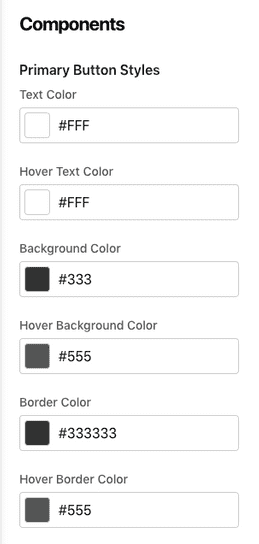 Components
Primary Button Styles
Text Color
#FFF
Hover Text Color
#FFF
Background Color
#333
Hover Background Color
#555
Border Color
#333333
Hover Border Color
#555